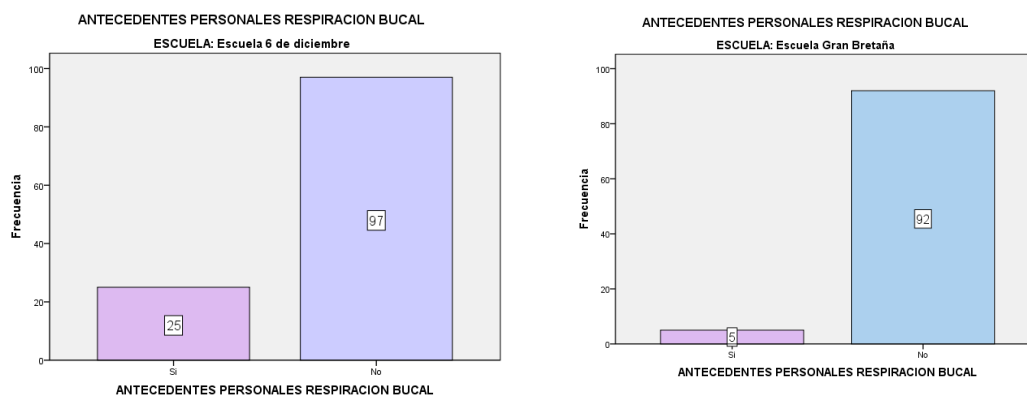 ANTECEDENTES PERSONALES RESPIRACION BUCAL
ESCUELA: Escuela 6 de diciembre
100
80
60
40
20
0
Frecuencia
25
97
Si
No
ANTECEDENTES PERSONALES RESPIRACION BUCAL
ANTECEDENTES PERSONALES RESPIRACION BUCAL
ESCUELA: Escuela Gran Bretaña
100
80
60
40
20
0
Frecuencia
5
92
Si
No
ANTECEDENTES PERSONALES RESPIRACION BUCAL